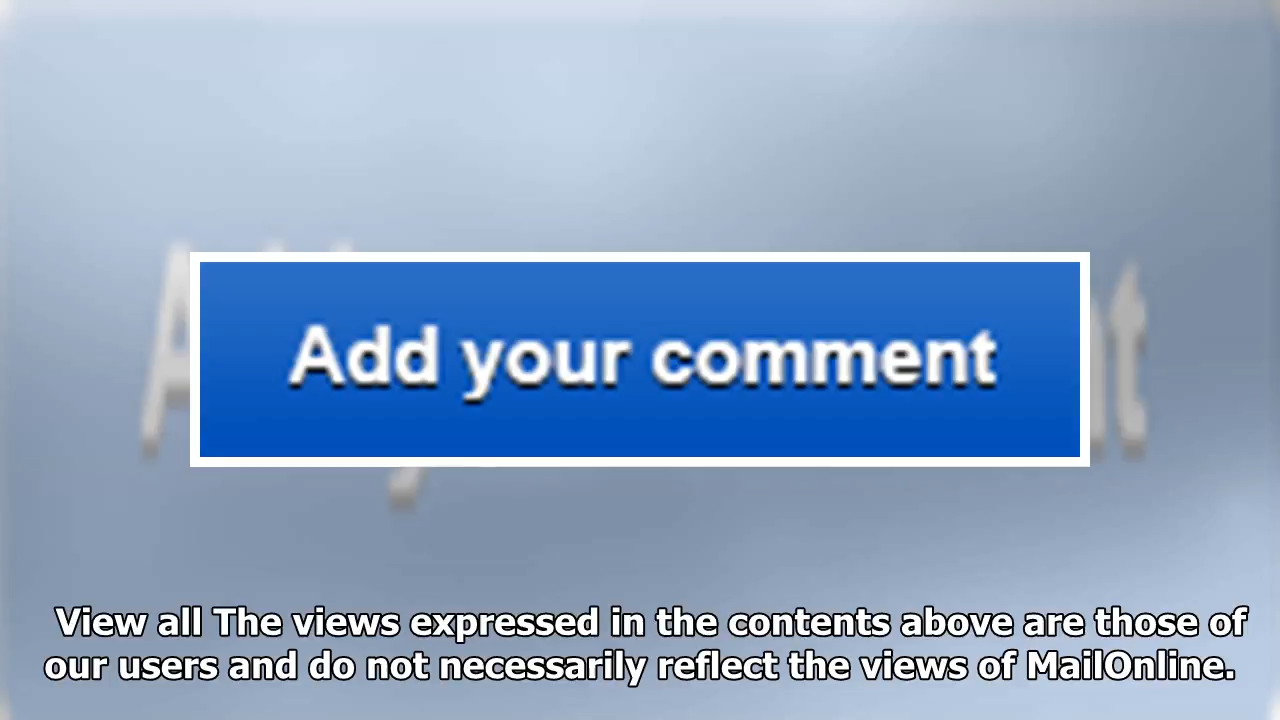 Add your comment
View all The views expressed in the contents above are those of
our users and do not necessarily reflect the views of MailOnline.